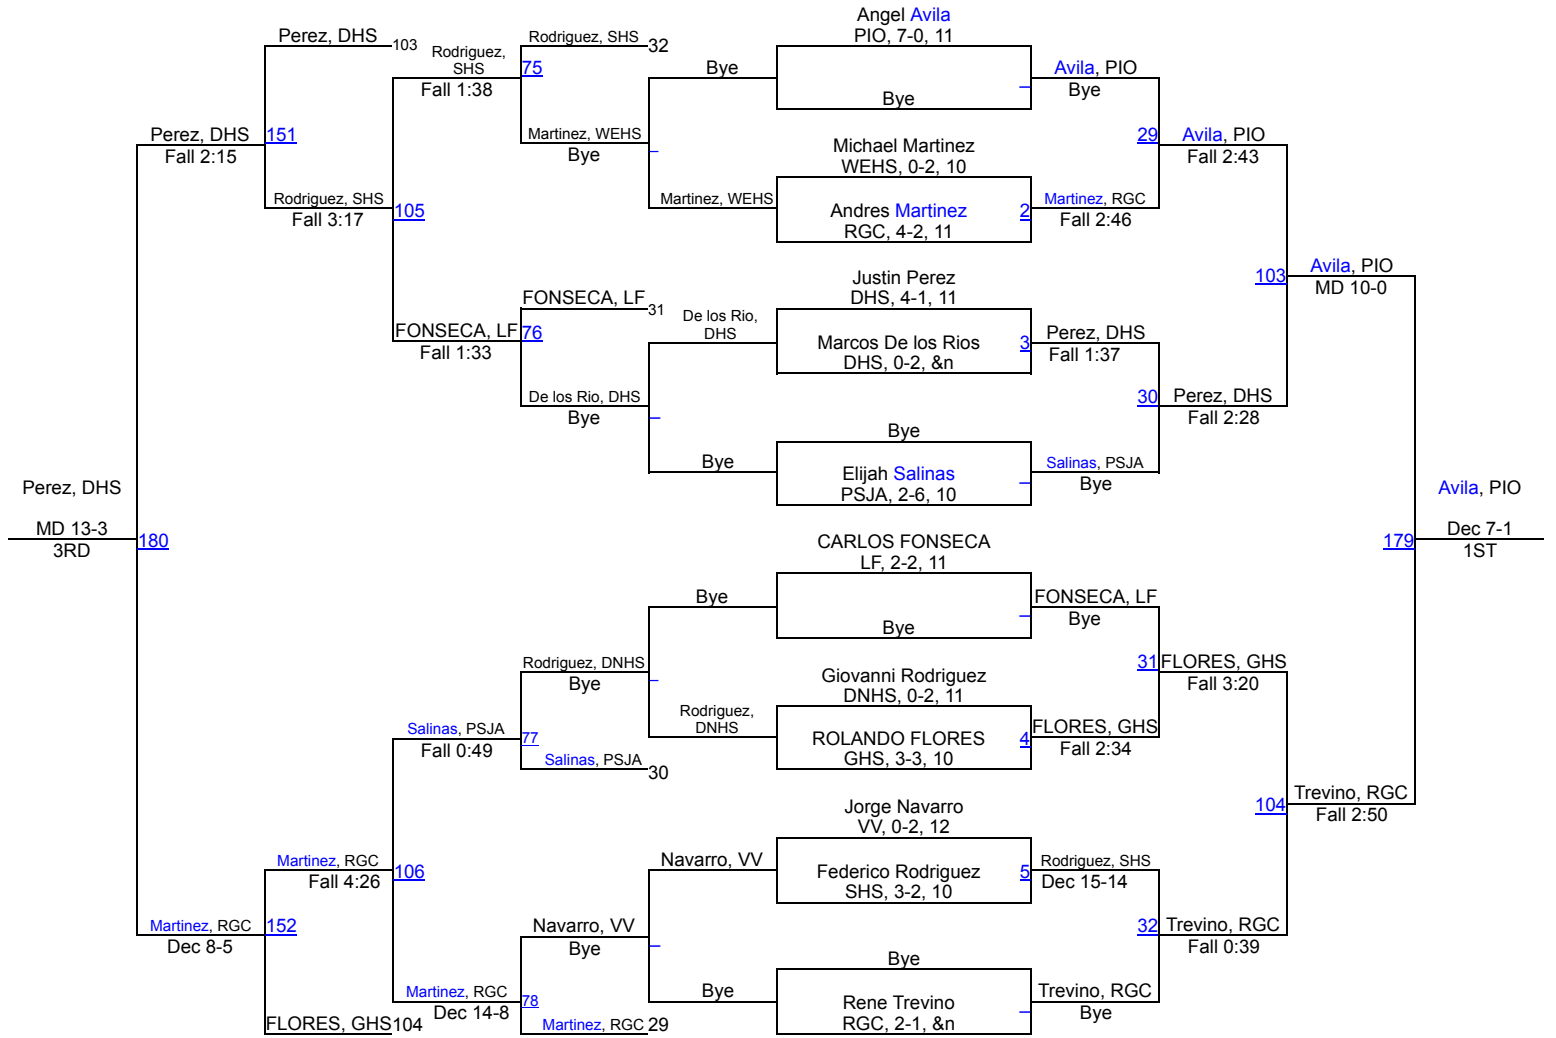 Angel Avila
PIO, 7-0, 11
Bye
Michael Martinez
WEHS, 0-2, 10
Andres Martinez
RGC, 4-2, 11
2
Justin Perez
DHS, 4-1, 11
Marcos De los Rios
DHS, 0-2, &n
3
Bye
Elijah Salinas
PSJA, 2-6, 10
CARLOS FONSECA
LF, 2-2, 11
Bye
Giovanni Rodriguez
DNHS, 0-2, 11
ROLANDO FLORES
GHS, 3-3, 10
4
Jorge Navarro
VV, 0-2, 12
Federico Rodriguez
SHS, 3-2, 10
5
Bye
Rene Trevino
RGC, 2-1, &n
Avila, PIO
Bye
29
Martinez, RGC
Fall 2:46
Perez, DHS
Fall 1:37
30
Salinas, PSJA
Bye
FONSECA, LF
Bye
31
FLORES, GHS
Fall 2:34
Rodriguez, SHS
Dec 15-14
32
Trevino, RGC
Bye
Avila, PIO
Fall 2:43
103
Perez, DHS
Fall 2:28
FLORES, GHS
Fall 3:20
104
Trevino, RGC
Fall 0:39
Avila, PIO
MD 10-0
179
Trevino, RGC
Fall 2:50
Avila, PIO
Dec 7-1
1ST
Bye
Martinez, WEHS
De los Rio,
DHS
Bye
Bye
Rodriguez,
DNHS
Navarro, VV
Bye
Rodriguez, SHS
32
75
Martinez, WEHS
Bye
FONSECA, LF
31
76
De los Rio, DHS
Bye
Rodriguez, DNHS
Bye
77
Salinas, PSJA
30
Navarro, VV
Bye
78
Martinez, RGC
29
Rodriguez,
SHS
Fall 1:38
105
FONSECA, LF
Fall 1:33
Salinas, PSJA
Fall 0:49
106
Martinez, RGC
Dec 14-8
Perez, DHS
103
151
Rodriguez, SHS
Fall 3:17
Martinez, RGC
Fall 4:26
152
FLORES, GHS
104
Perez, DHS
Fall 2:15
180
Martinez, RGC
Dec 8-5
Perez, DHS
MD 13-3
3RD